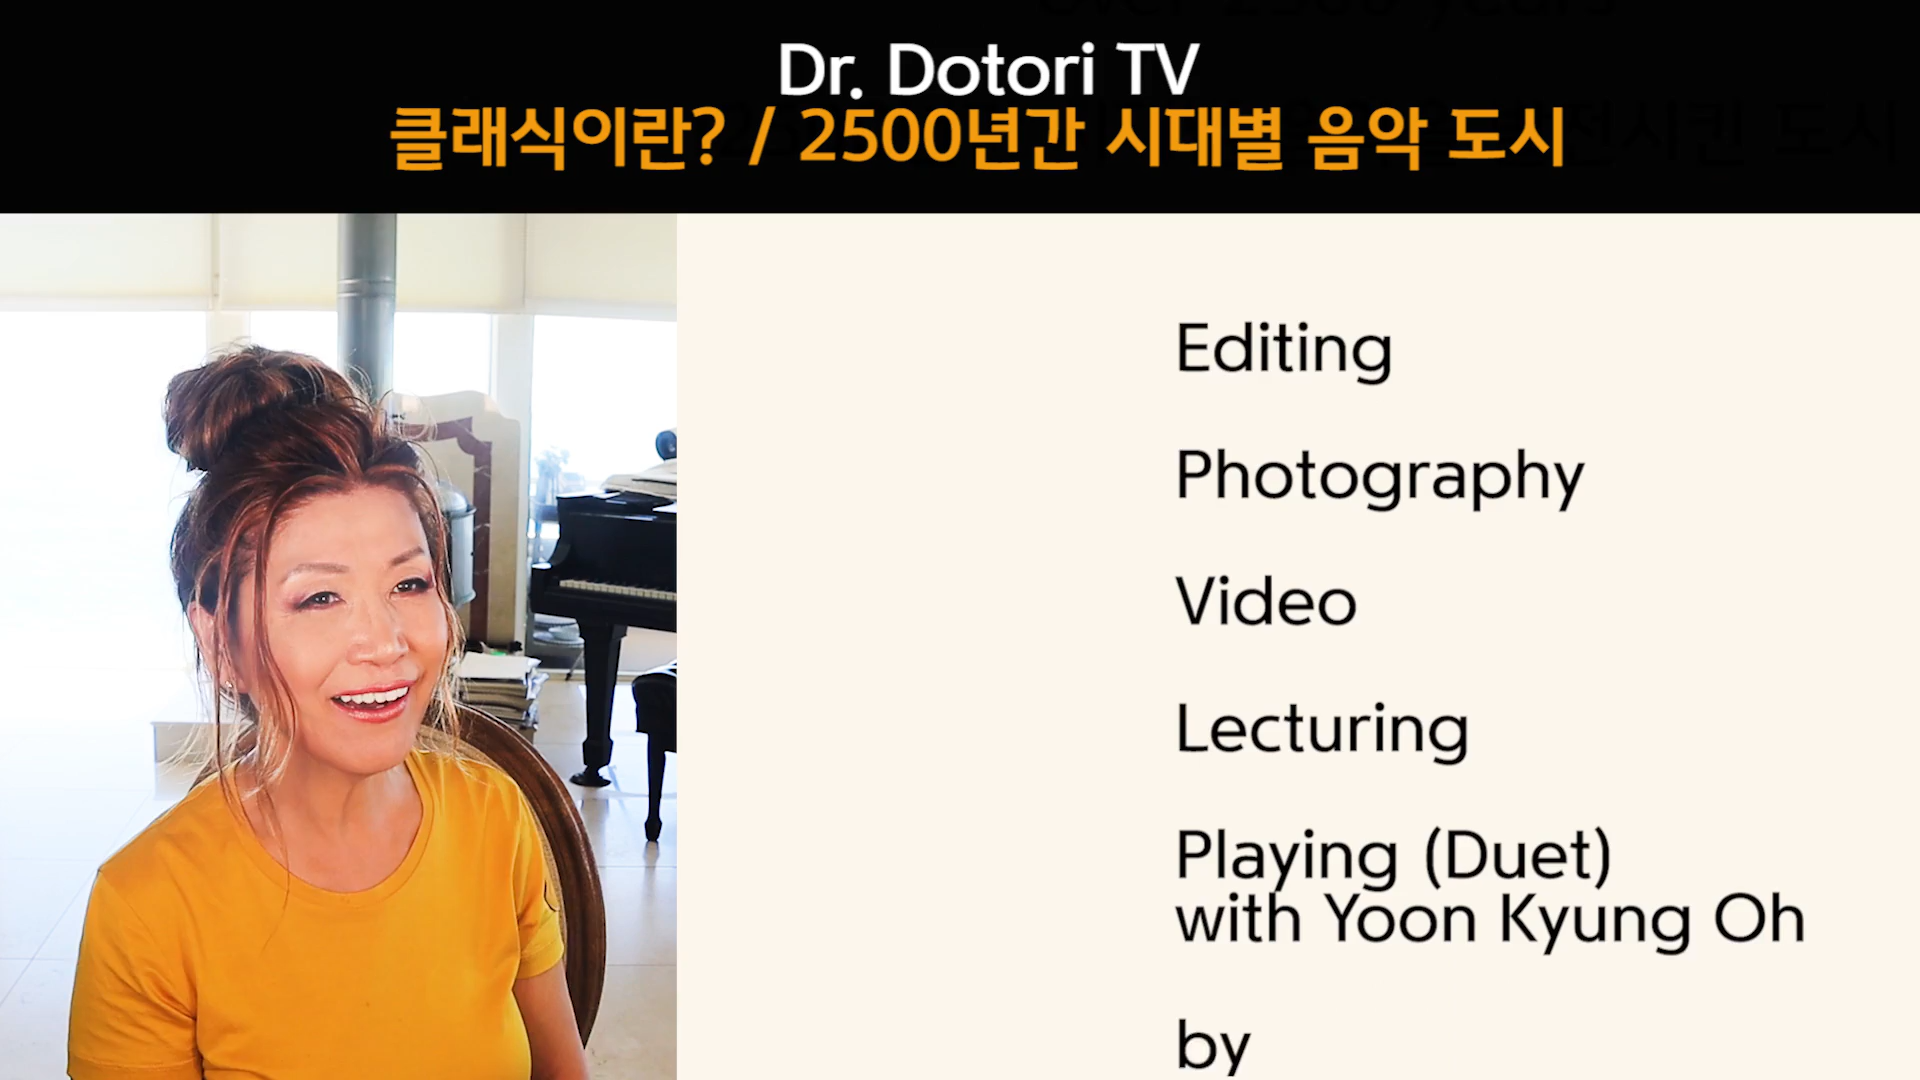 Dr. Dotori TV
클래식이란? / 2500년간 시대별 음악 도시
Editing
Photography
Video
Lecturing
Playing (Duet)
with Yoon Kyung Oh
by